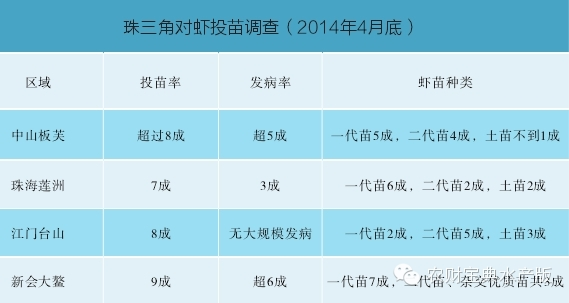 珠三角对虾投苗调查（2014年4月底）
区域 投苗率 发病率 虾苗种类
中山板芙 超过8成 超5成 一代苗5成，二代苗4成，土苗不到1成
珠海莲洲 7成 3成 一代苗6成，二代苗2成，土苗2成
江门台山 8成 无大规模发病 一代苗2成，二代苗5成，土苗3成
新会大鳌 9成 超6成 一代苗7成，二代苗、杂交优质苗共3成
农财宝典水产版